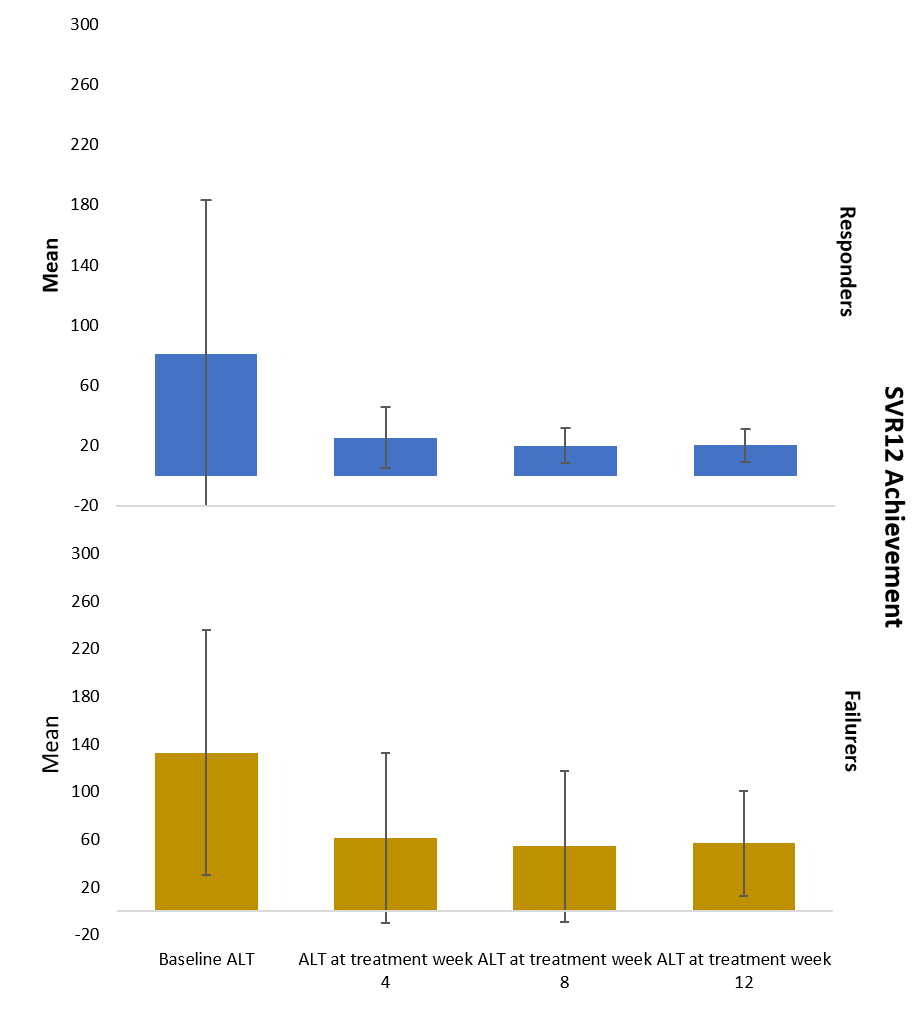 300
260
220
180
140
100
60
20
-20
Mean
Responders
SVR12 Achievement
300
260
220
180
140
100
60
20
-20
Mean
Failurers
Baseline ALT
ALT at treatment week
4
ALT at treatment week
8
ALT at treatment week
12